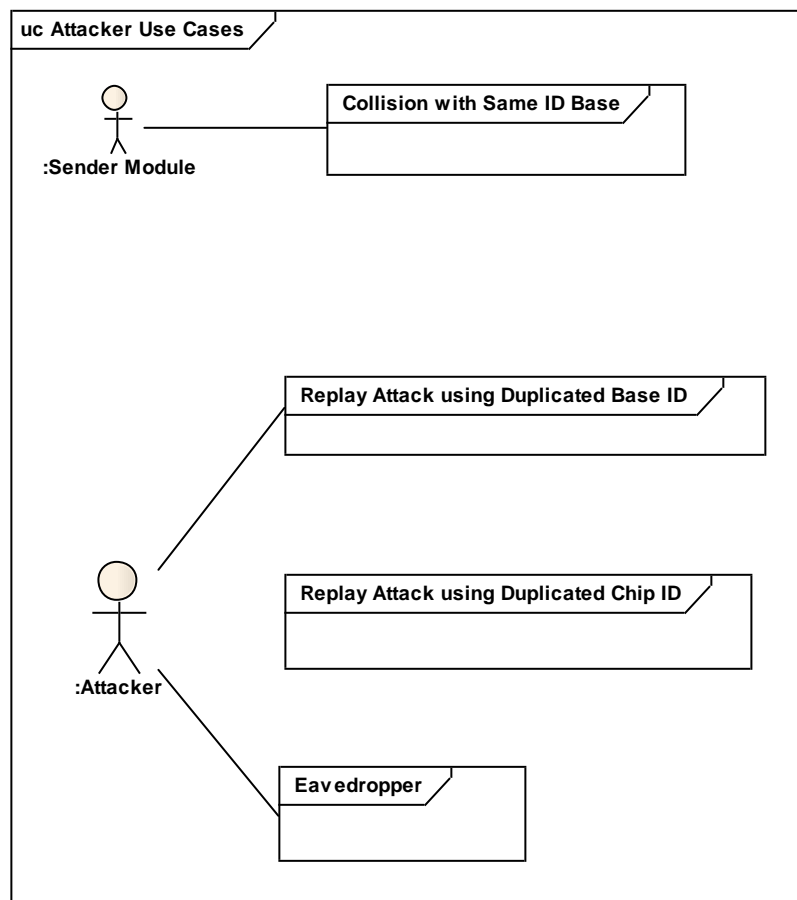 uc Attacker Use Cases
Collision with Same ID Base
:Sender Module
Replay Attack using Duplicated Base ID
Replay Attack using Duplicated Chip ID
:Attacker
Eavedropper